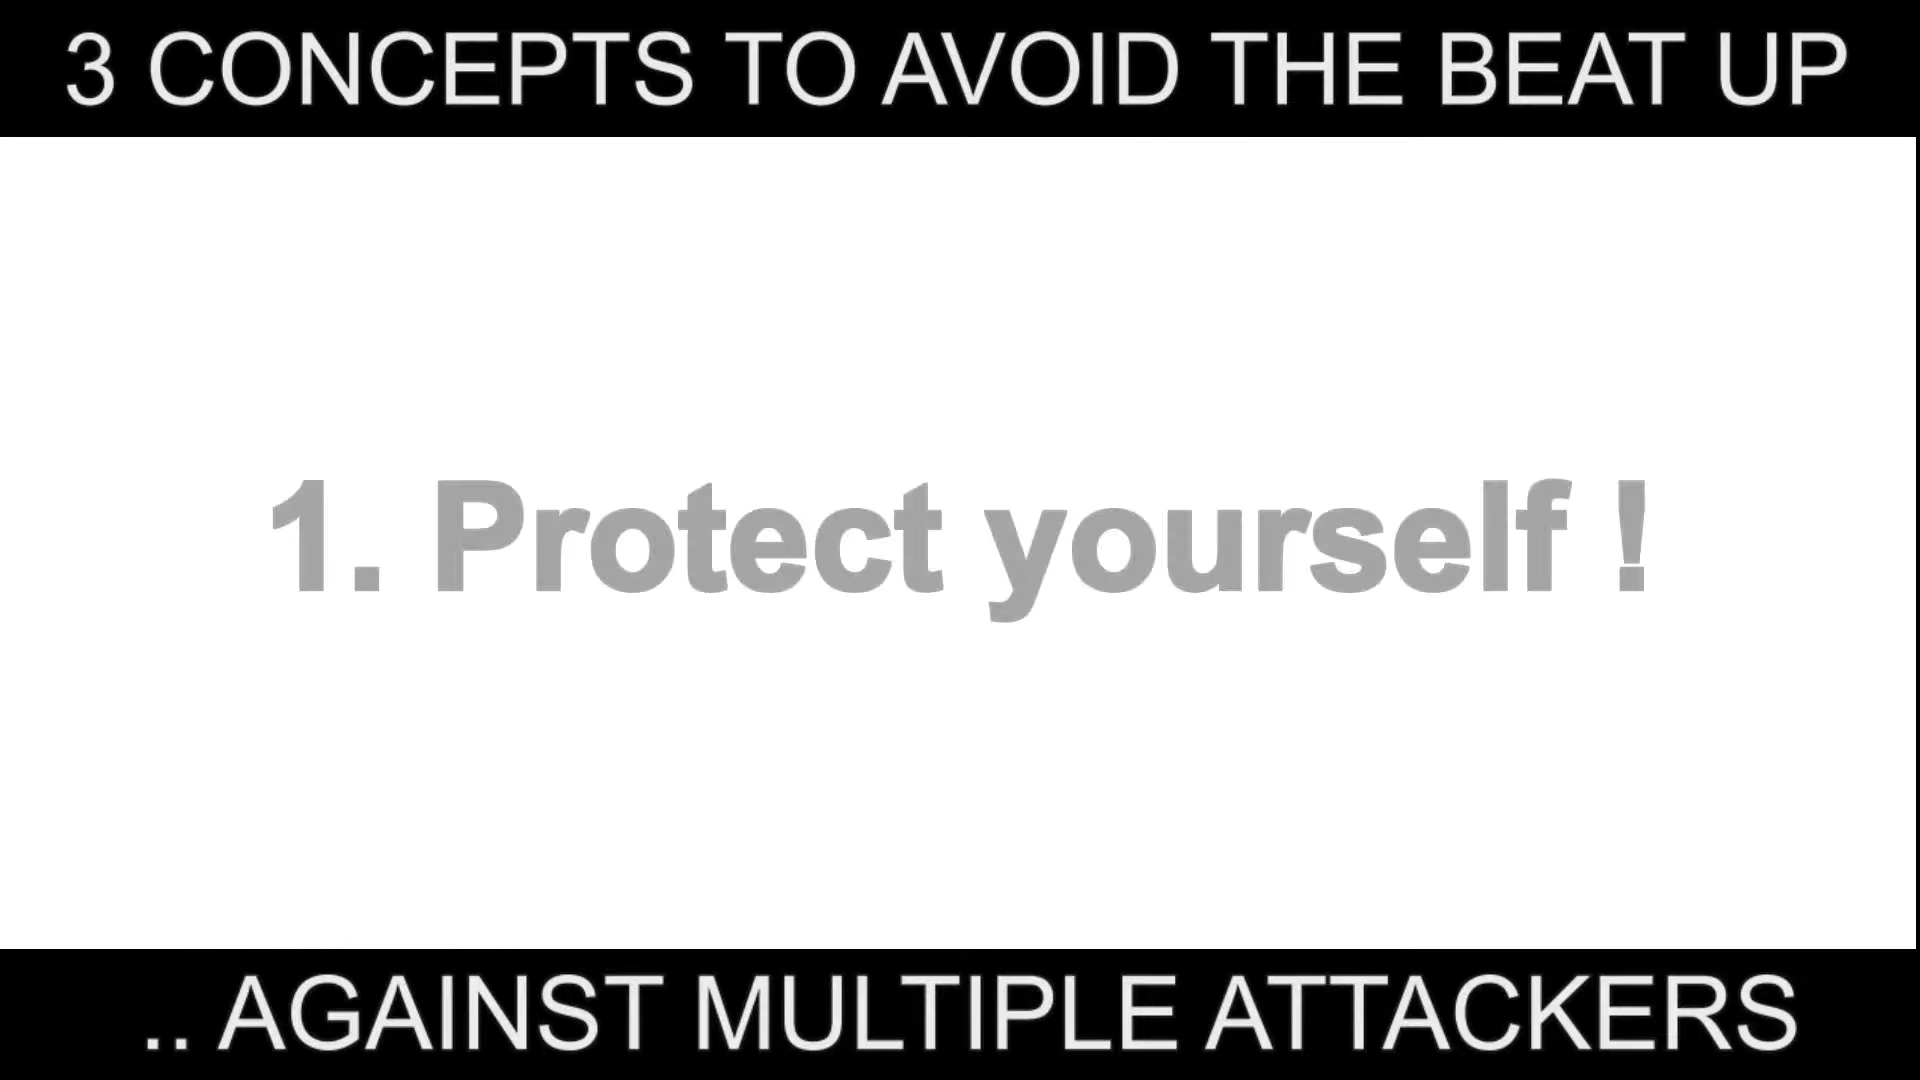 3 CONCEPTS TO AVOID THE BEAT UP
1. Protect yourself !
.. AGAINST MULTIPLE ATTACKERS